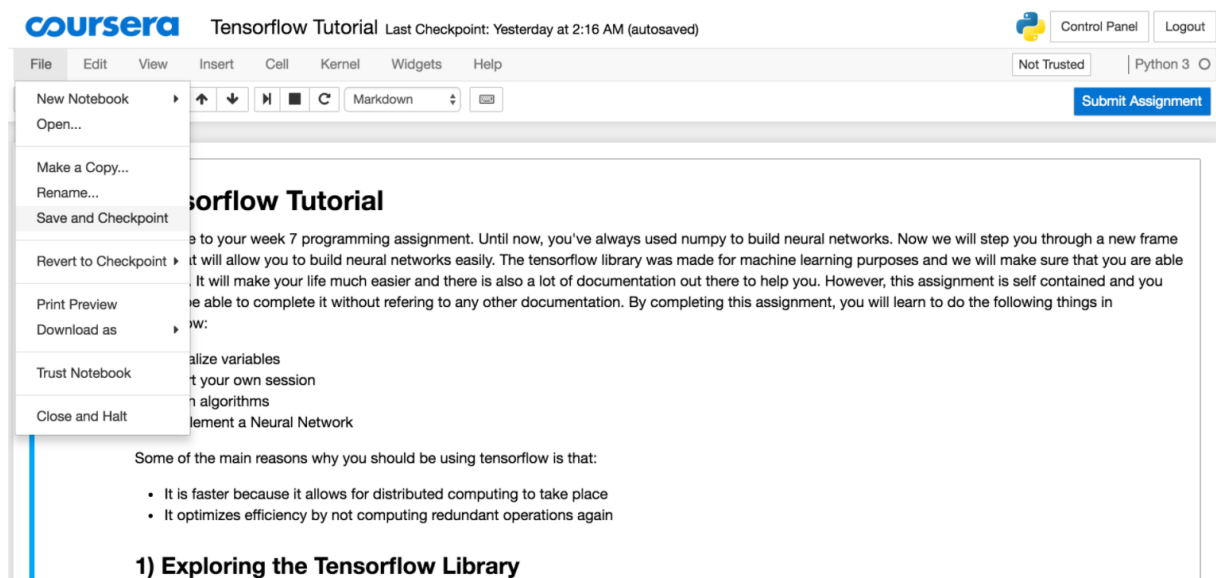 coursera Tensorflow Tutorial Last Checkpoint: Yesterday at 2:16 AM (autosaved) Control Panel Logout
File Edit View Insert Cell Kernel Widgets Help Not Trusted Python 3
Markdown Submit Assignment
New Notebook
Open...
Make a Copy...
Rename...
Save and Checkpoint
Revert to Checkpoint
Print Preview
Download as
Trust Notebook
Close and Halt
Tutorial
to your week 7 programming assignment. Until now, you've always used numpy to build neural networks. Now we will step you through a new frame
will allow you to build neural networks easily. The tensorflow library was made for machine learning purposes and we will make sure that you are able
It will make your life much easier and there is also a lot of documentation out there to help you. However, this assignment is self contained and you
be able to complete it without refering to any other documentation. By completing this assignment, you will learn to do the following things in
variables
your own session
algorithms
a Neural Network
Some of the main reasons why you should be using tensorflow is that:
• It is faster because it allows for distributed computing to take place
• It optimizes efficiency by not computing redundant operations again
1) Exploring the Tensorflow Library